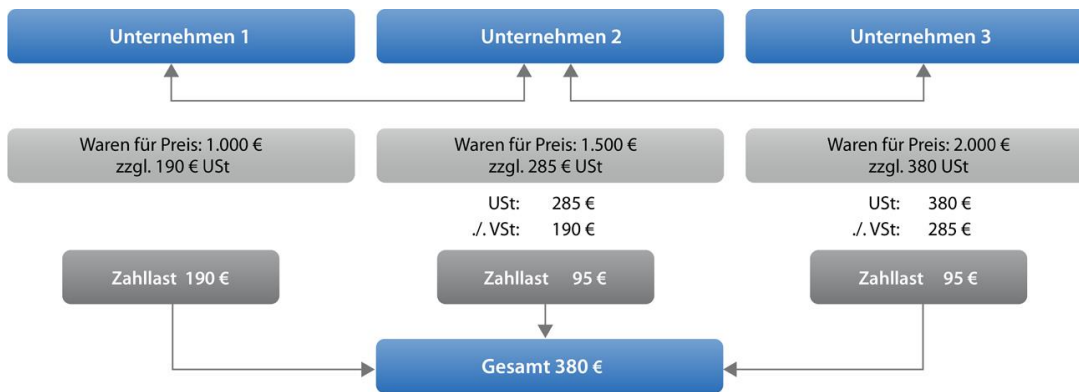 Unternehmen 1
Unternehmen 2
Unternehmen 3
Waren für Preis: 1.000 €
zzgl. 190 € USt
Waren für Preis: 1.500 €
zzgl. 285 € USt
Waren für Preis: 2.000 €
zzgl. 380 USt
USt: 285 €
./. VSt: 190 €
USt: 380 €
./. VSt: 285 €
Zahllast 190 €
Zahllast 95 €
Zahllast 95 €
Gesamt 380 €